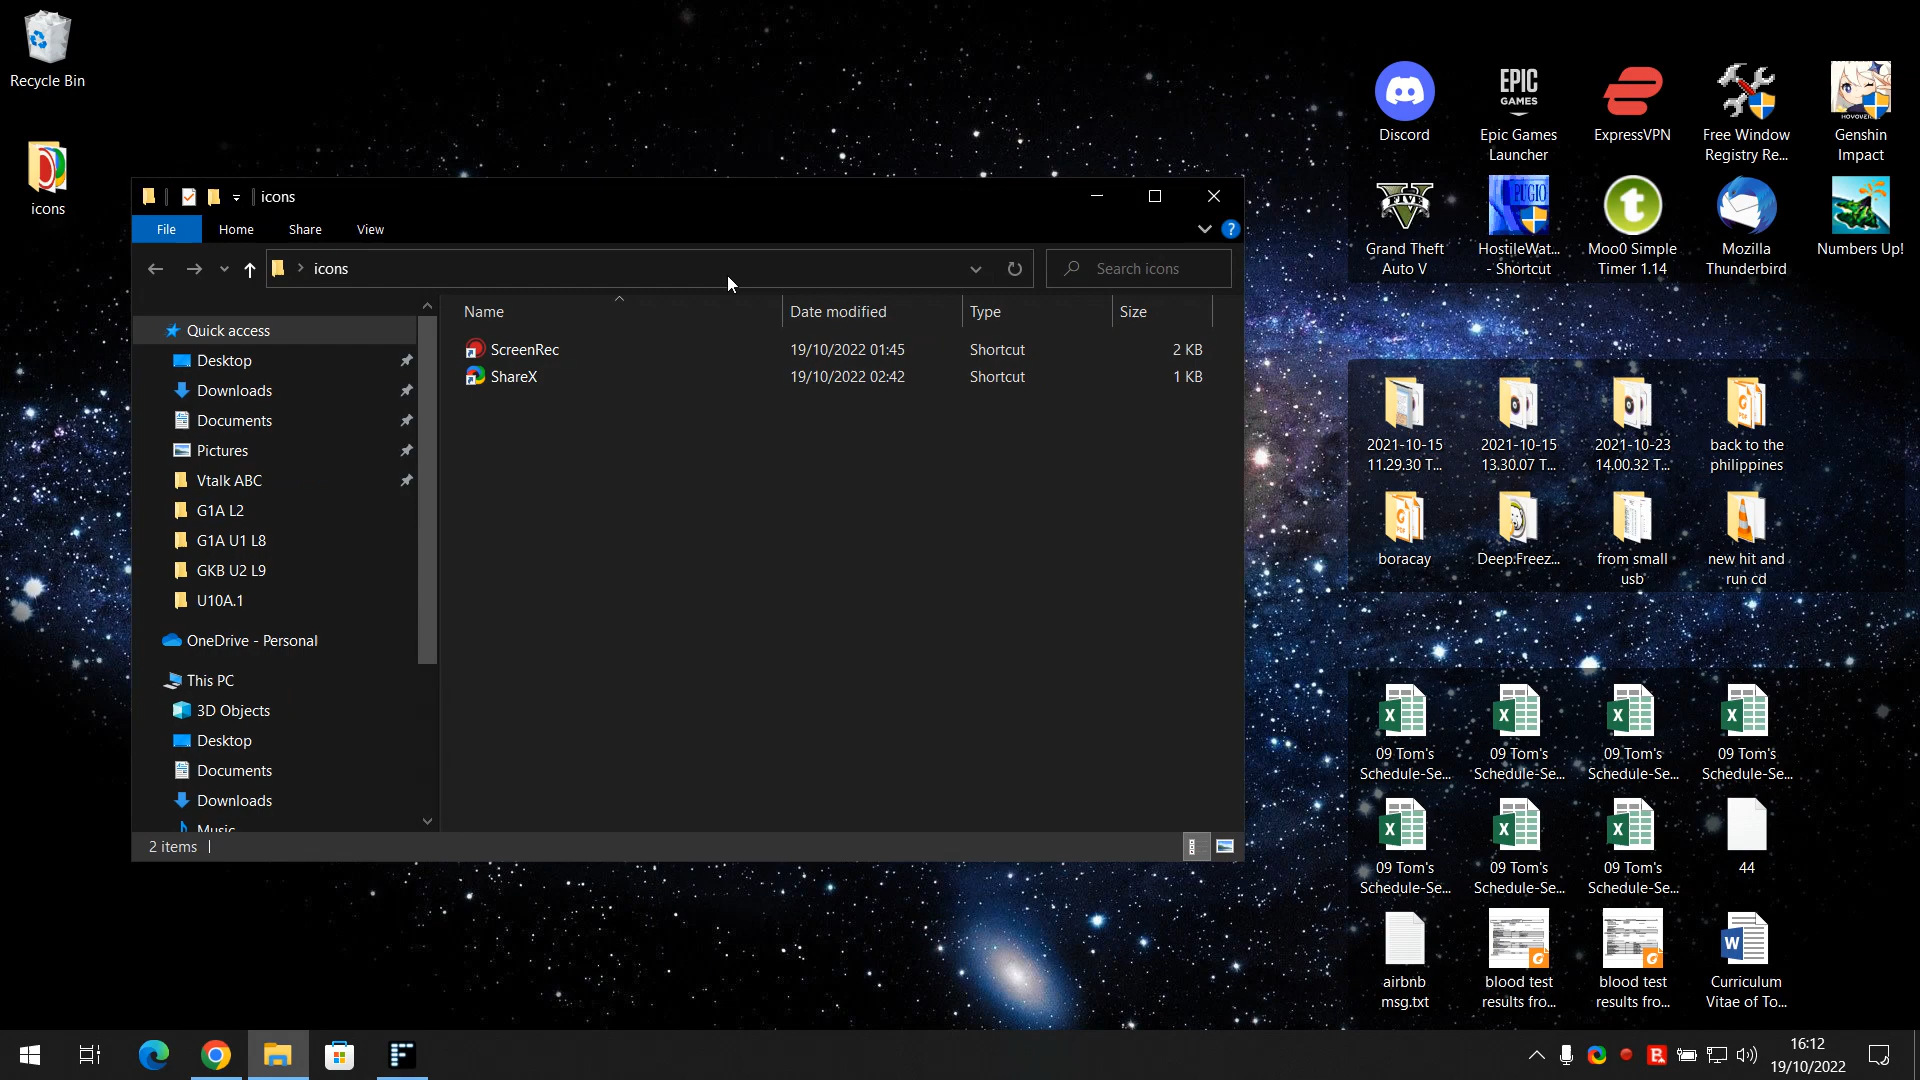 Recycle Bin
icons
icons
File
Home
Share
View
?
icons
Search icons
Name
Date modified
Type
Size
ScreenRec
19/10/2022 01:45
Shortcut
2 KB
ShareX
19/10/2022 02:42
Shortcut
1 KB
Quick access
Desktop
Downloads
Documents
Pictures
Vtalk ABC
G1A L2
G1A U1 L8
GKB U2 L9
U10A.1
OneDrive - Personal
This PC
3D Objects
Desktop
Documents
Downloads
Music
2 items
Discord
EPIC
GAMES
Epic Games
Launcher
ExpressVPN
Free Window
Registry Re...
HOYOVERSE
Genshin
Impact
FIVE
Grand Theft
Auto V
PUGIO
HostileWat...
- Shortcut
t
Moo0 Simple
Timer 1.14
Mozilla
Thunderbird
Numbers Up!
2021-10-15
11.29.30 T...
2021-10-15
13.30.07 T...
2021-10-23
14.00.32 T...
back to the
philippines
boracay
Deep.Freez...
from small
usb
new hit and
run cd
09 Tom's
Schedule-Se...
09 Tom's
Schedule-Se...
09 Tom's
Schedule-Se...
09 Tom's
Schedule-Se...
09 Tom's
Schedule-Se...
09 Tom's
Schedule-Se...
09 Tom's
Schedule-Se...
44
airbnb
msg.txt
blood test
results fro...
blood test
results fro...
Curriculum
Vitae of To...
16:12
19/10/2022